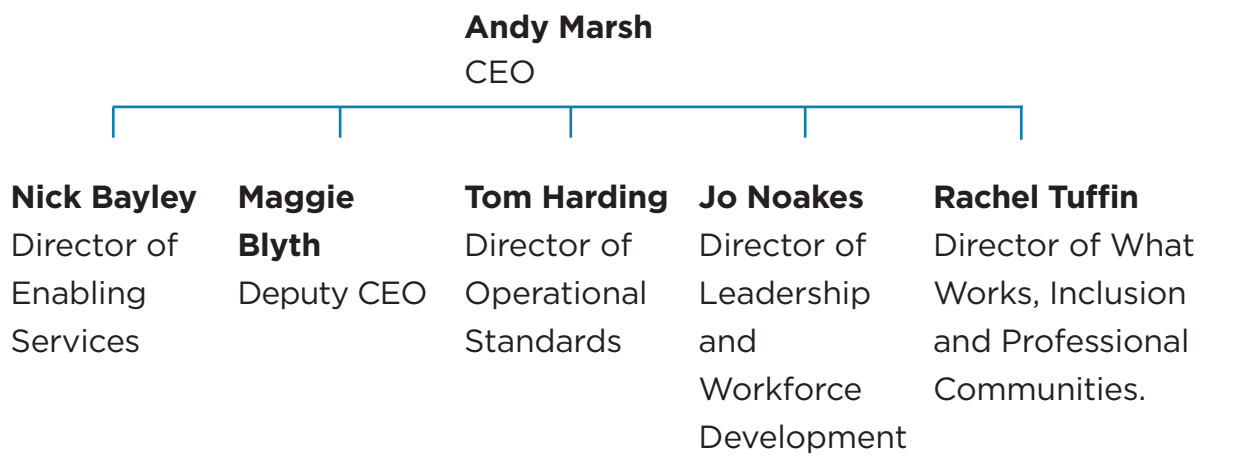 Andy Marsh
CEO
Nick Bayley
Director of
Enabling
Services
Maggie
Blyth
Deputy CEO
Tom Harding
Director of
Operational
Standards
Jo Noakes
Director of
Leadership
and
Workforce
Development
Rachel Tuffin
Director of What
Works, Inclusion
and Professional
Communities.